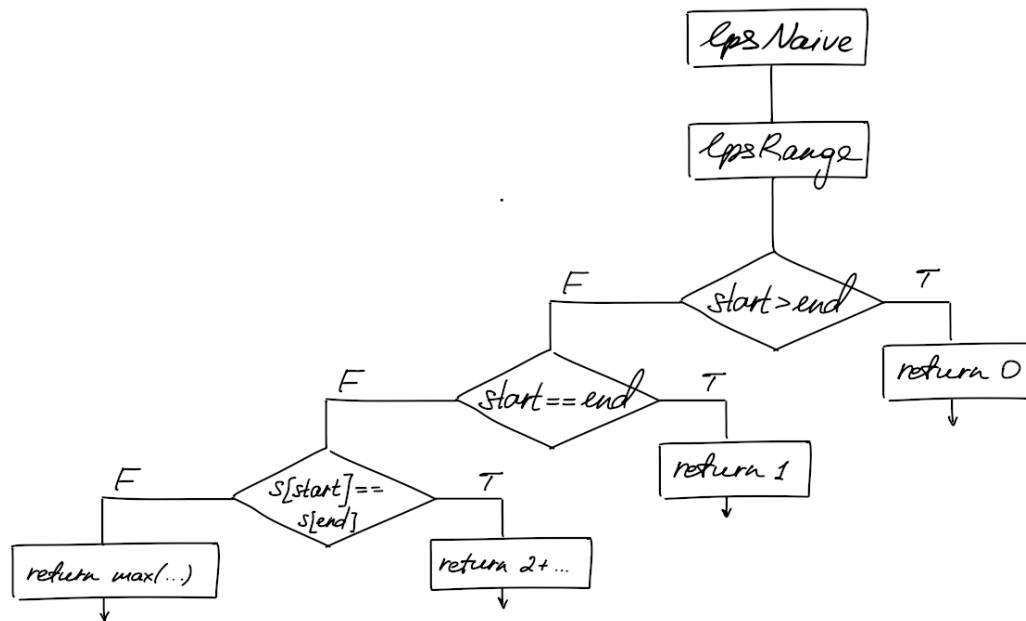 lpsNaive
lpsRange
F
start>end
T
return 0
F
start==end
T
return 1
F
s[start]==
s[end]
T
return max(...)
return 2+...